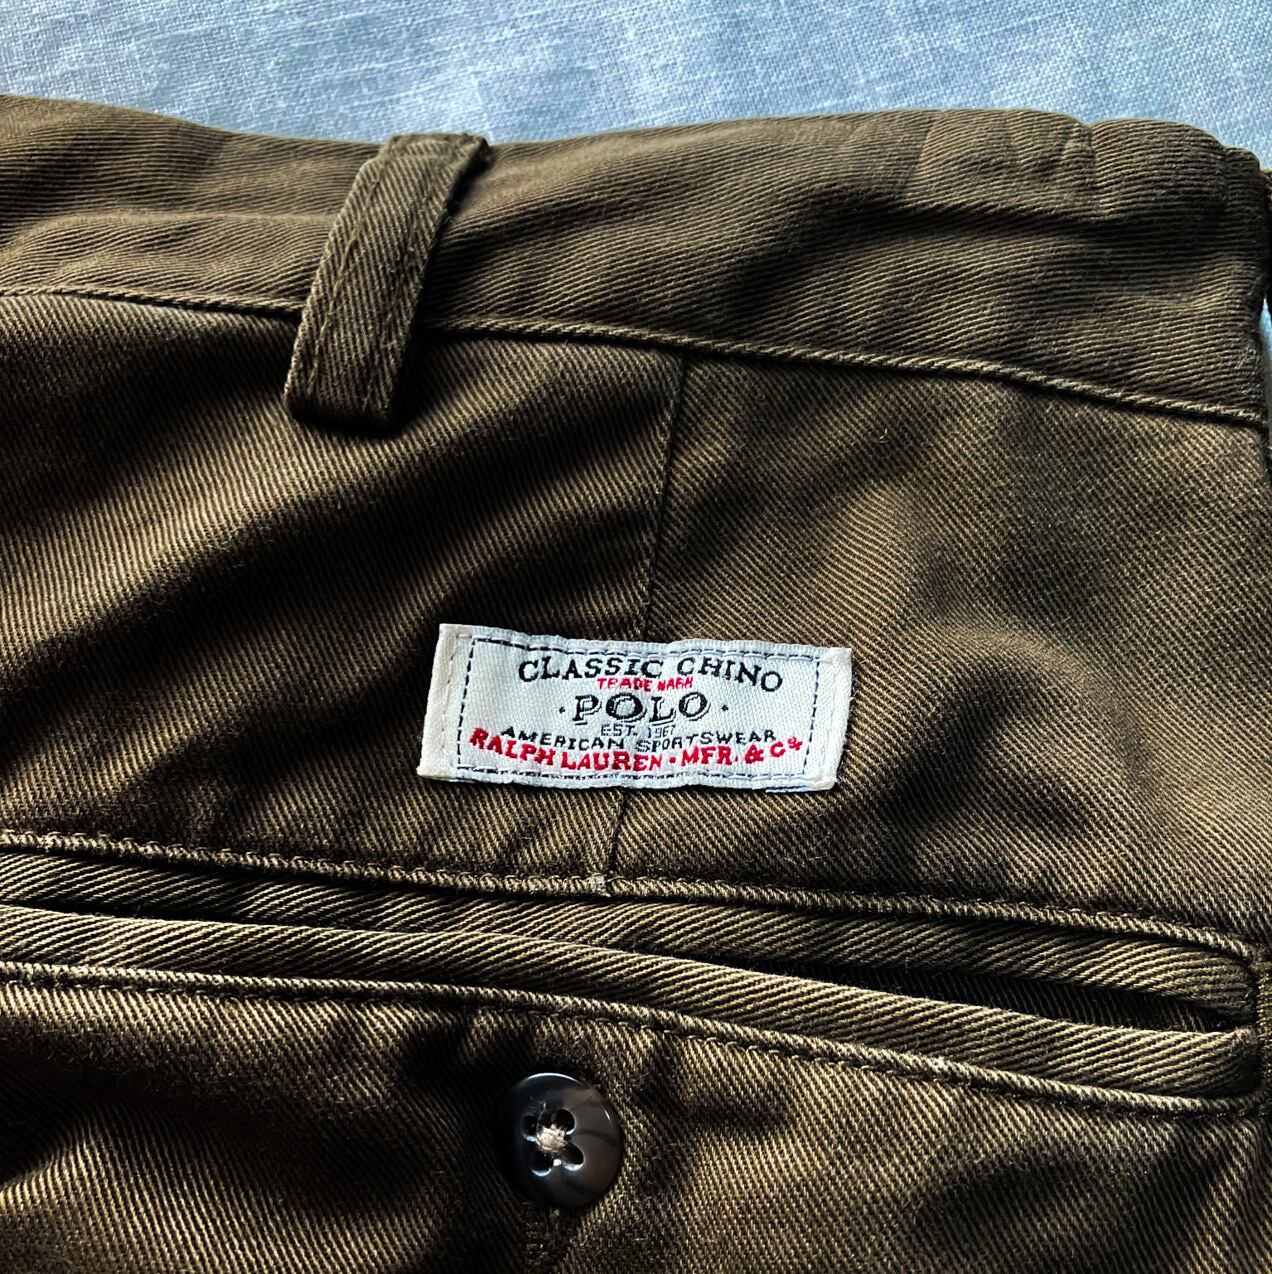 CLASSIC CHINO
TRADE MARK
· POLO ·
EST. 1967
AMERICAN SPORTSWEAR
RALPH LAUREN · MFR. & Co.